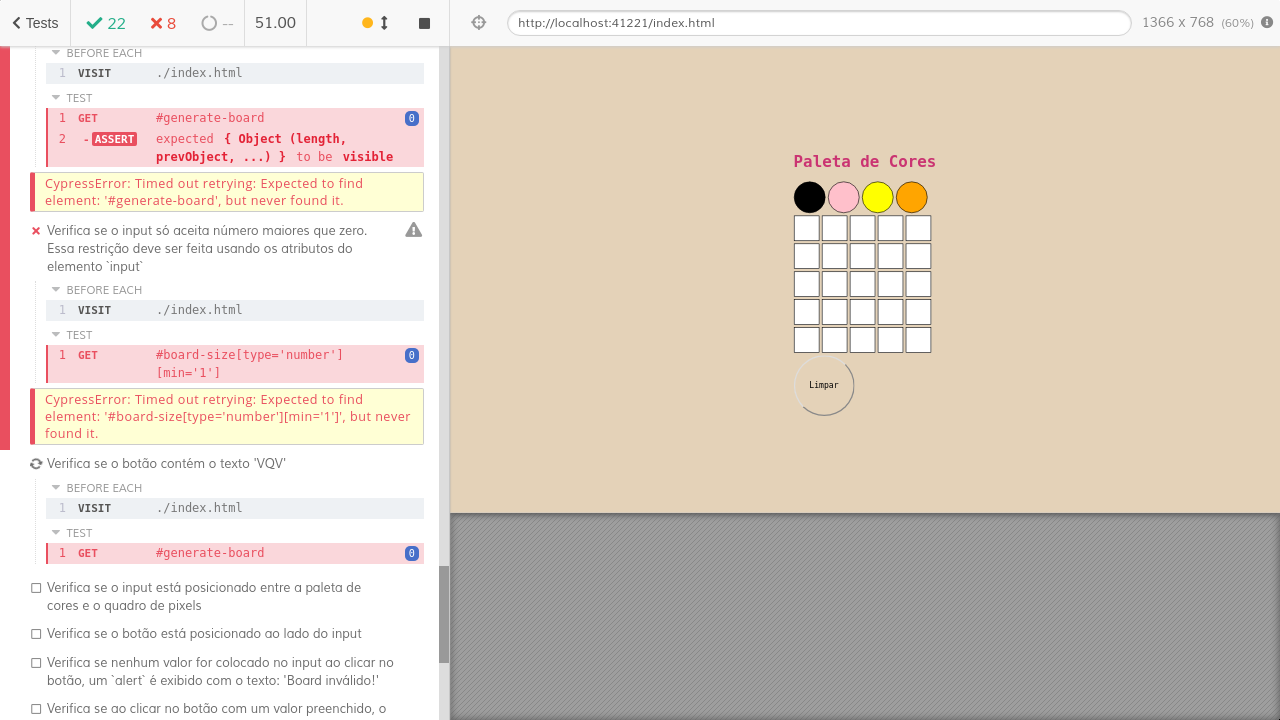 Tests
22
8
--
51.00
http://localhost:41221/index.html
1366 x 768 (60%)
BEFORE EACH
1 VISIT ./index.html
TEST
1 GET #generate-board 0
2 -ASSERT expected { Object (length,
prevObject, ...) } to be visible
CypressError: Timed out retrying: Expected to find
element: '#generate-board', but never found it.
Verifica se o input só aceita número maiores que zero.
Essa restrição deve ser feita usando os atributos do
elemento `input`
BEFORE EACH
1 VISIT ./index.html
TEST
1 GET #board-size[type='number'] 0
[min='1']
CypressError: Timed out retrying: Expected to find
element: '#board-size[type='number'][min='1']', but never
found it.
Verifica se o botão contém o texto 'VQV'
BEFORE EACH
1 VISIT ./index.html
TEST
1 GET #generate-board 0
Verifica se o input está posicionado entre a paleta de
cores e o quadro de pixels
Verifica se o botão está posicionado ao lado do input
Verifica se nenhum valor for colocado no input ao clicar no
botão, um `alert` é exibido com o texto: 'Board inválido!'
Verifica se ao clicar no botão com um valor preenchido, o
Paleta de Cores
Limpar